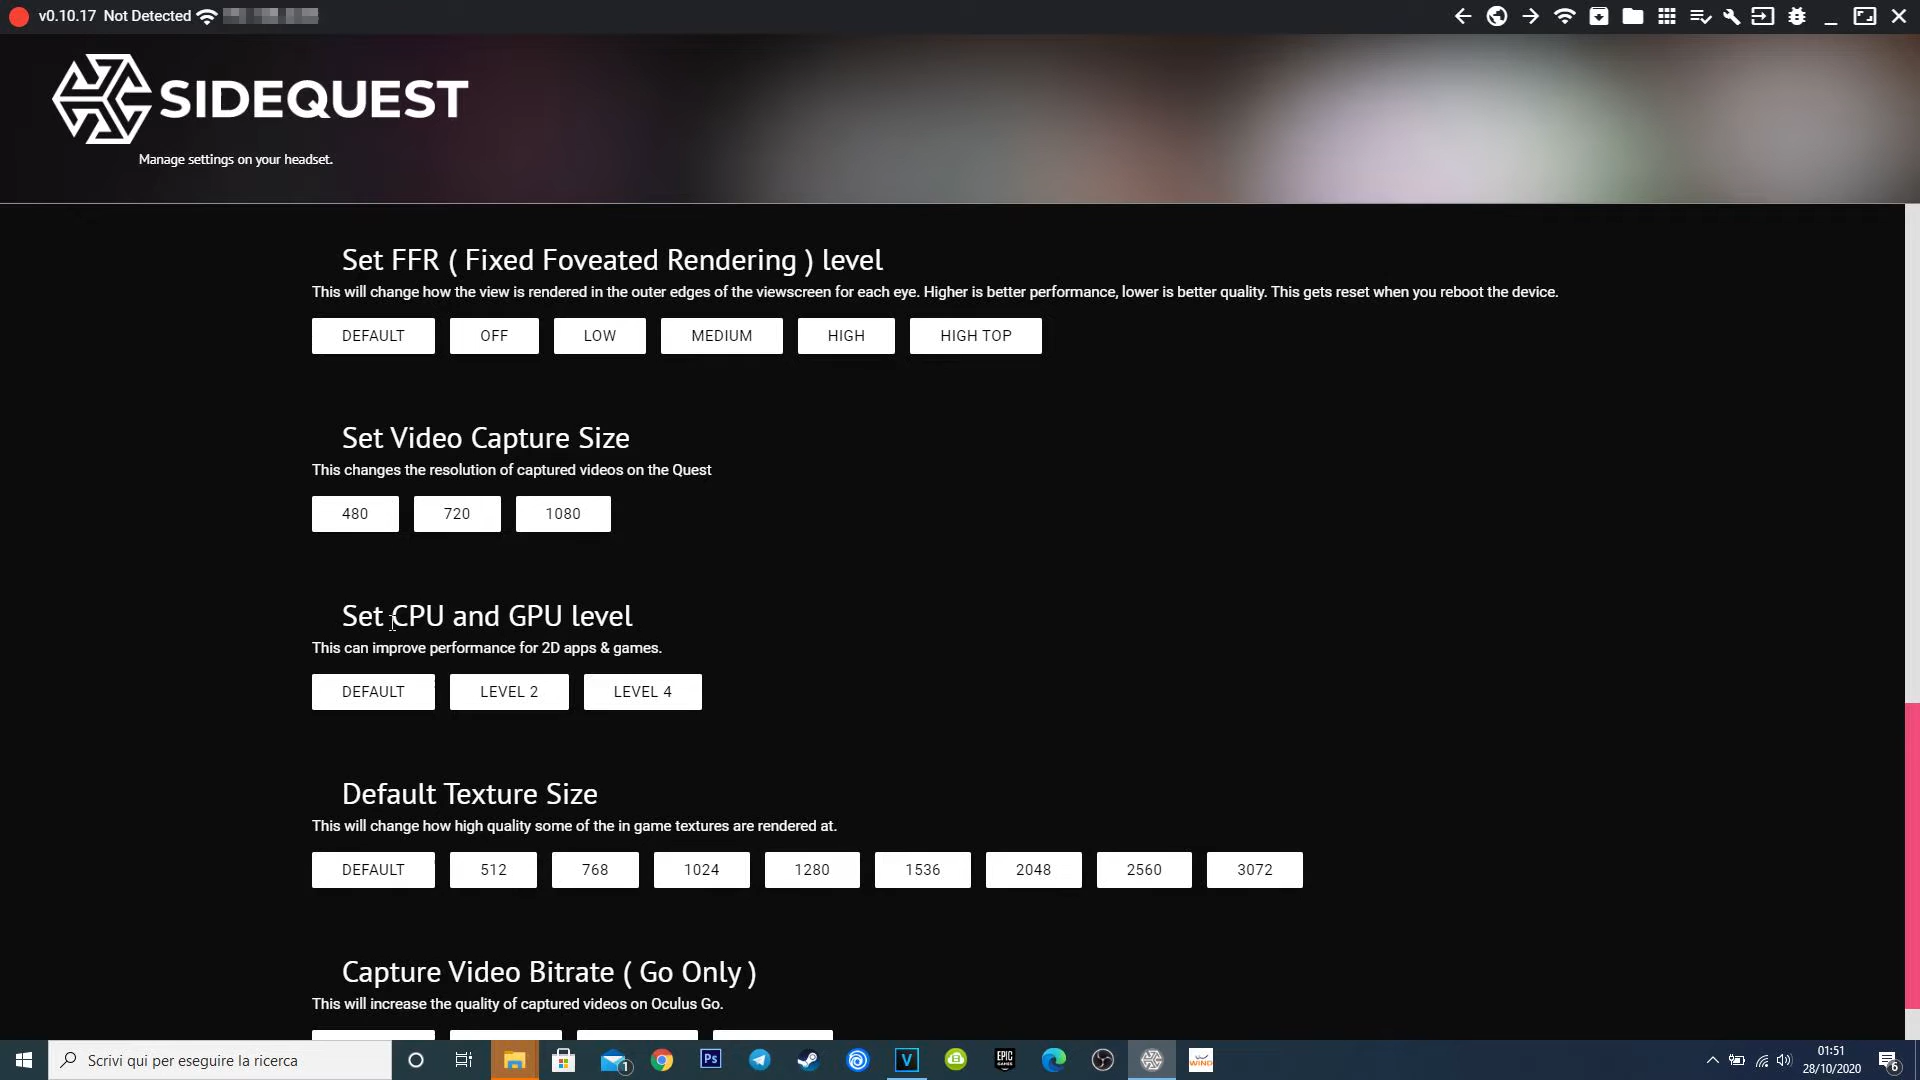 v0.10.17 Not Detected
SIDEQUEST
Manage settings on your headset.
Set FFR ( Fixed Foveated Rendering ) level
This will change how the view is rendered in the outer edges of the viewscreen for each eye. Higher is better performance, lower is better quality. This gets reset when you reboot the device.
DEFAULT OFF LOW MEDIUM HIGH HIGH TOP
Set Video Capture Size
This changes the resolution of captured videos on the Quest
480 720 1080
Set CPU and GPU level
This can improve performance for 2D apps & games.
DEFAULT LEVEL 2 LEVEL 4
Default Texture Size
This will change how high quality some of the in game textures are rendered at.
DEFAULT 512 768 1024 1280 1536 2048 2560 3072
Capture Video Bitrate ( Go Only )
This will increase the quality of captured videos on Oculus Go.
Scrivi qui per eseguire la ricerca
1
Ps
V
EPIC GAMES
WIND
01:51
28/10/2020
6